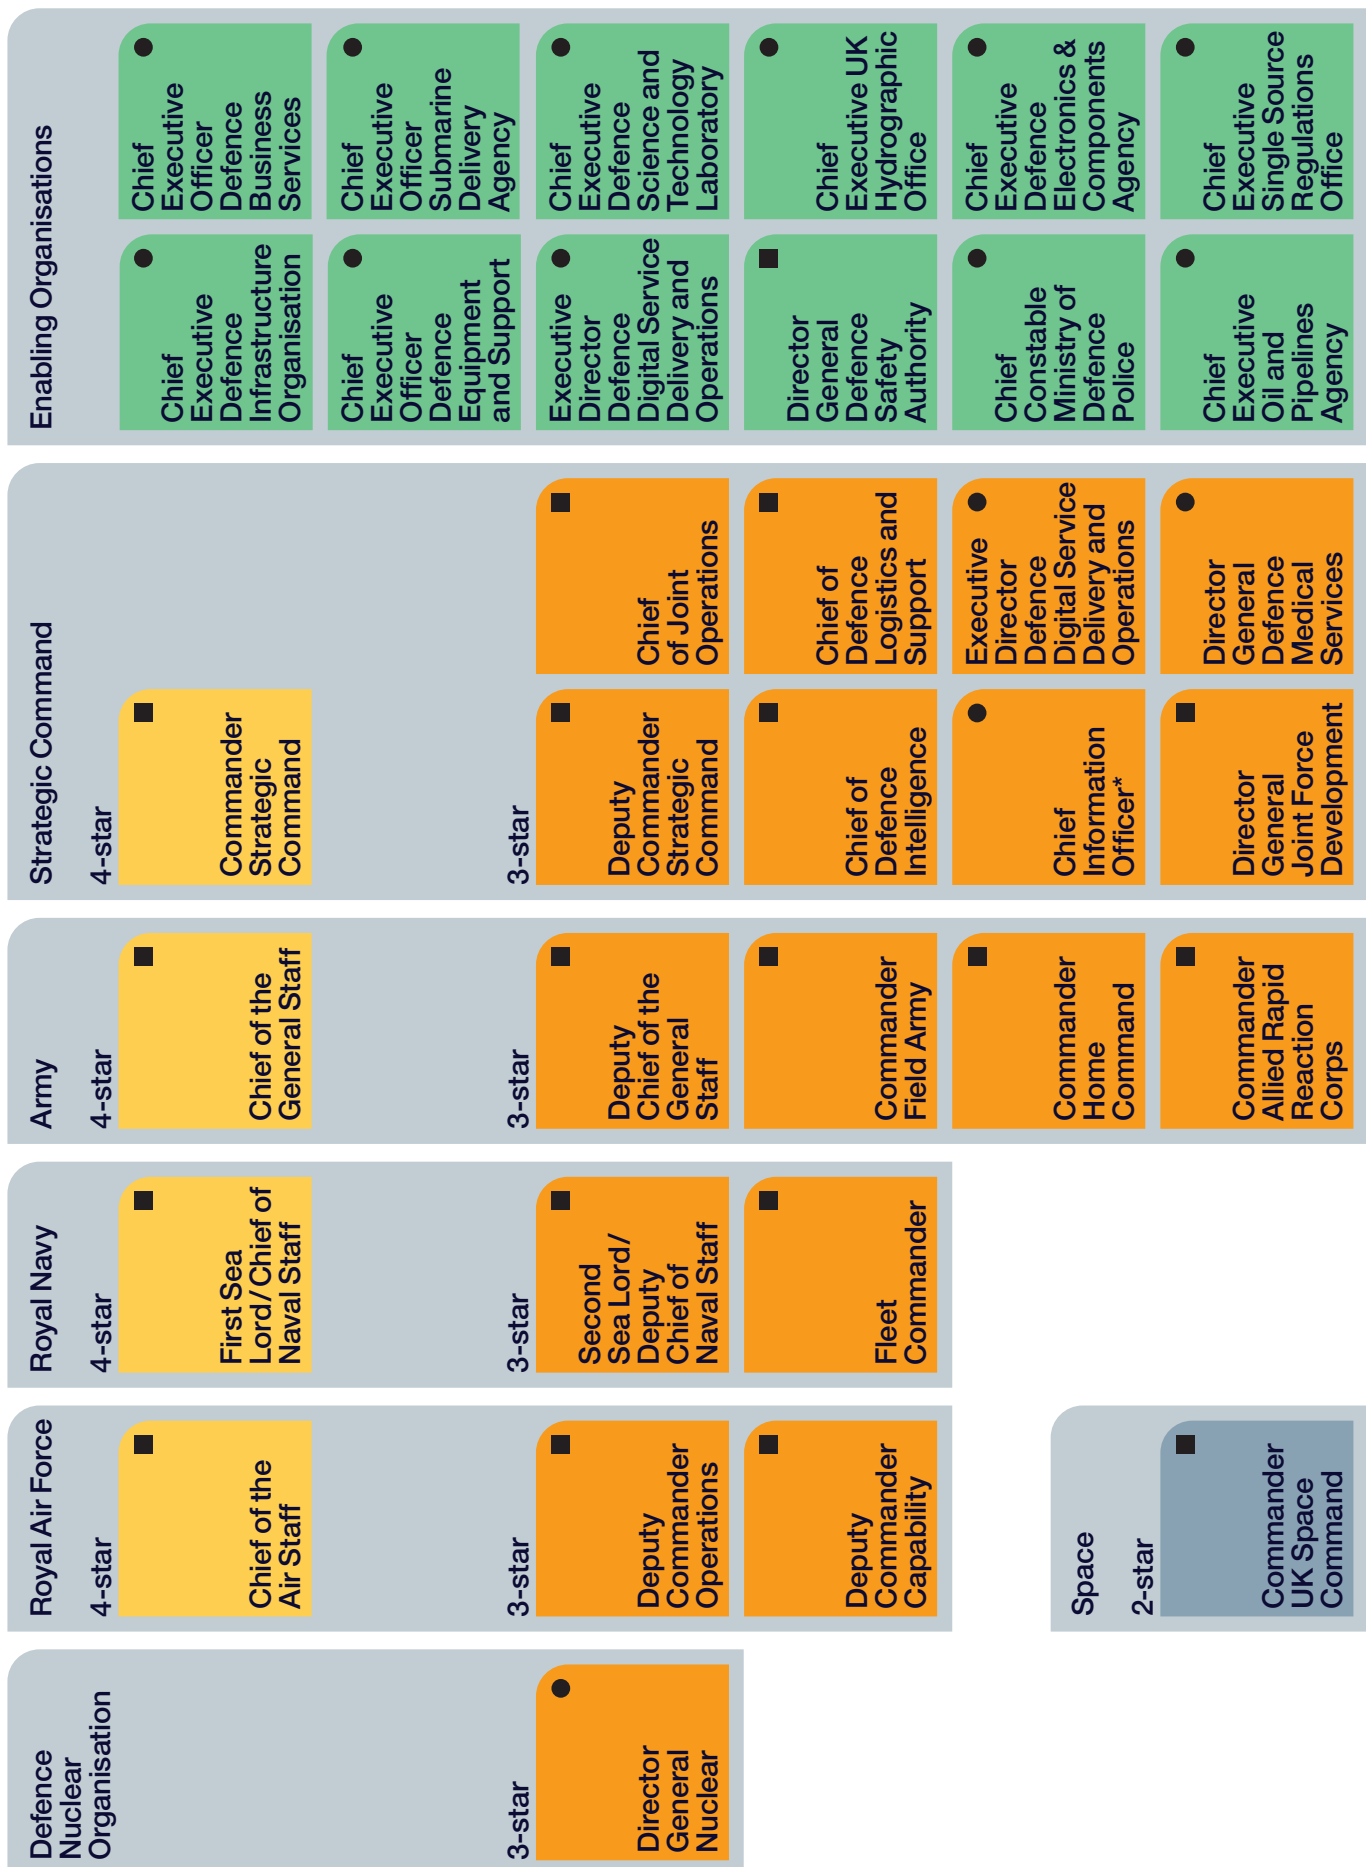 Defence
Nuclear
Organisation
3-star
Director
General
Nuclear
Royal Air Force
4-star
Chief of the
Air Staff
3-star
Deputy
Commander
Operations
Deputy
Commander
Capability
Space
2-star
Commander
UK Space
Command
Royal Navy
4-star
First Sea
Lord/Chief of
Naval Staff
3-star
Second
Sea Lord/
Deputy
Chief of
Naval Staff
Fleet
Commander
Army
4-star
Chief of the
General Staff
3-star
Deputy
Chief of the
General
Staff
Commander
Field Army
Commander
Home
Command
Commander
Allied Rapid
Reaction
Corps
Strategic Command
4-star
Commander
Strategic
Command
3-star
Deputy
Commander
Strategic
Command
Chief
of Joint
Operations
Chief of
Defence
Intelligence
Chief of
Defence
Logistics and
Support
Chief
Information
Officer*
Executive
Director
Defence
Digital Service
Delivery and
Operations
Director
General
Joint Force
Development
Director
General
Defence
Medical
Services
Enabling Organisations
Chief
Executive
Defence
Infrastructure
Organisation
Chief
Executive
Officer
Defence
Business
Services
Chief
Executive
Officer
Defence
Equipment
and Support
Chief
Executive
Officer
Submarine
Delivery
Agency
Executive
Director
Defence
Digital Service
Delivery and
Operations
Chief
Executive
Defence
Science and
Technology
Laboratory
Director
General
Defence
Safety
Authority
Chief
Executive UK
Hydrographic
Office
Chief
Constable
Ministry of
Defence
Police
Chief
Executive
Defence
Electronics &
Components
Agency
Chief
Executive
Oil and
Pipelines
Agency
Chief
Executive
Single Source
Regulations
Office